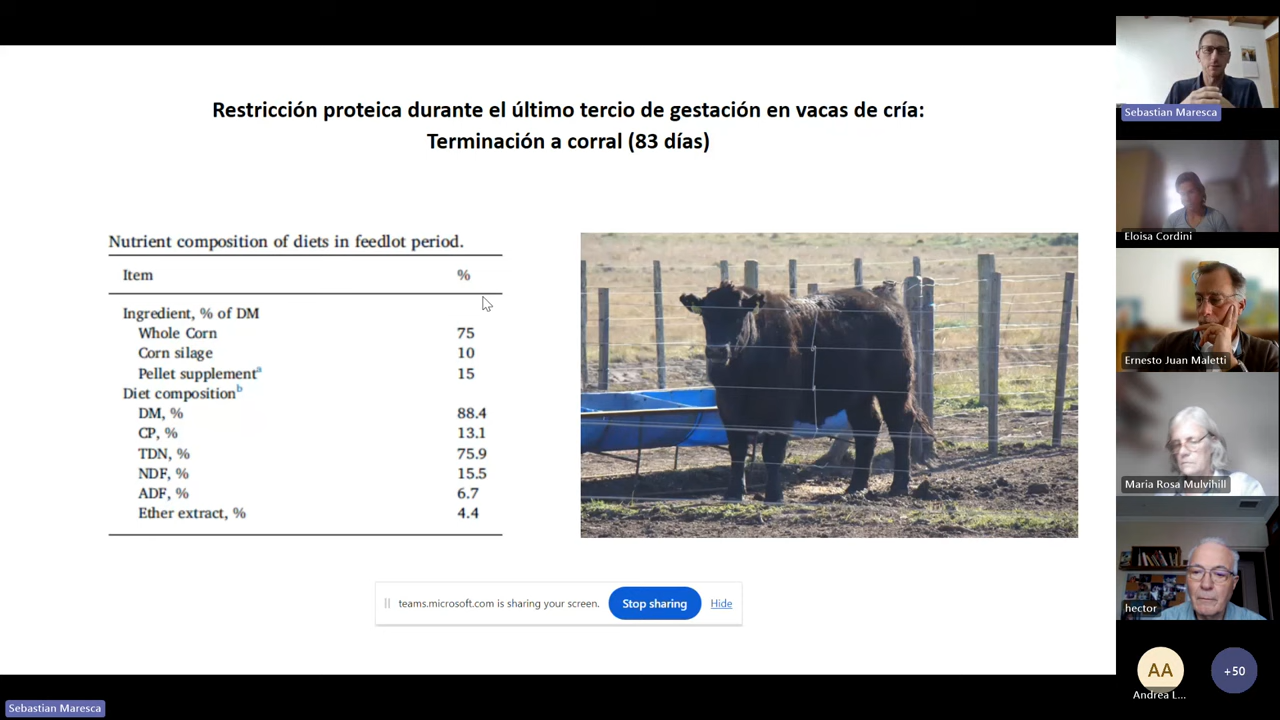 Restricción proteica durante el último tercio de gestación en vacas de cría:
Terminación a corral (83 días)
Nutrient composition of diets in feedlot period.
Item %
Ingredient, % of DM
Whole Corn 75
Corn silage 10
Pellet supplementa 15
Diet compositionb
DM, % 88.4
CP, % 13.1
TDN, % 75.9
NDF, % 15.5
ADF, % 6.7
Ether extract, % 4.4
teams.microsoft.com is sharing your screen. Stop sharing Hide
Sebastian Maresca
Eloisa Cordini
Ernesto Juan Maletti
Maria Rosa Mulvihill
hector
AA
Andrea L...
+50
Sebastian Maresca